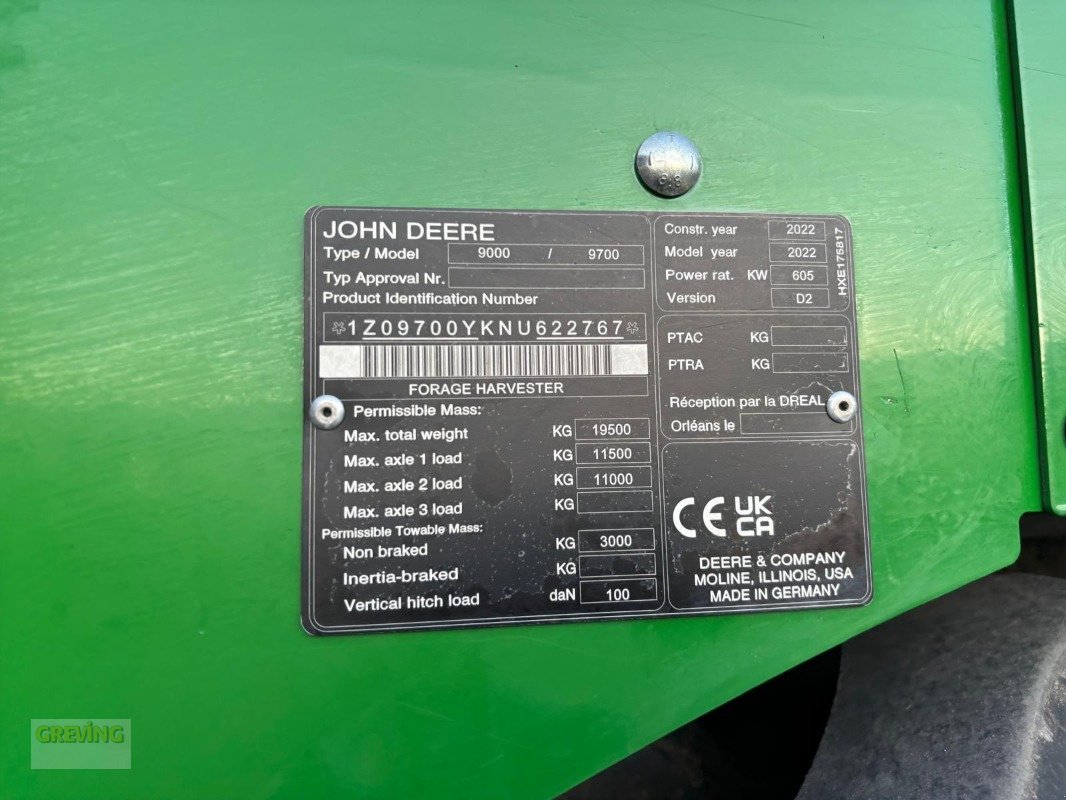 8.8
JOHN DEERE
Type / Model 9000 / 9700
Typ Approval Nr.
Product Identification Number
*1Z09700YKNU622767*
FORAGE HARVESTER
Permissible Mass:
Max. total weight KG 19500
Max. axle 1 load KG 11500
Max. axle 2 load KG 11000
Max. axle 3 load KG
Permissible Towable Mass:
Non braked KG 3000
Inertia-braked KG
Vertical hitch load daN 100
Constr. year 2022
Model year 2022
Power rat. KW 605
Version D2
HXE175817
PTAC KG
PTRA KG
Réception par la DREAL
Orléans le
CE UK
CA
DEERE & COMPANY
MOLINE, ILLINOIS, USA
MADE IN GERMANY
GREVING